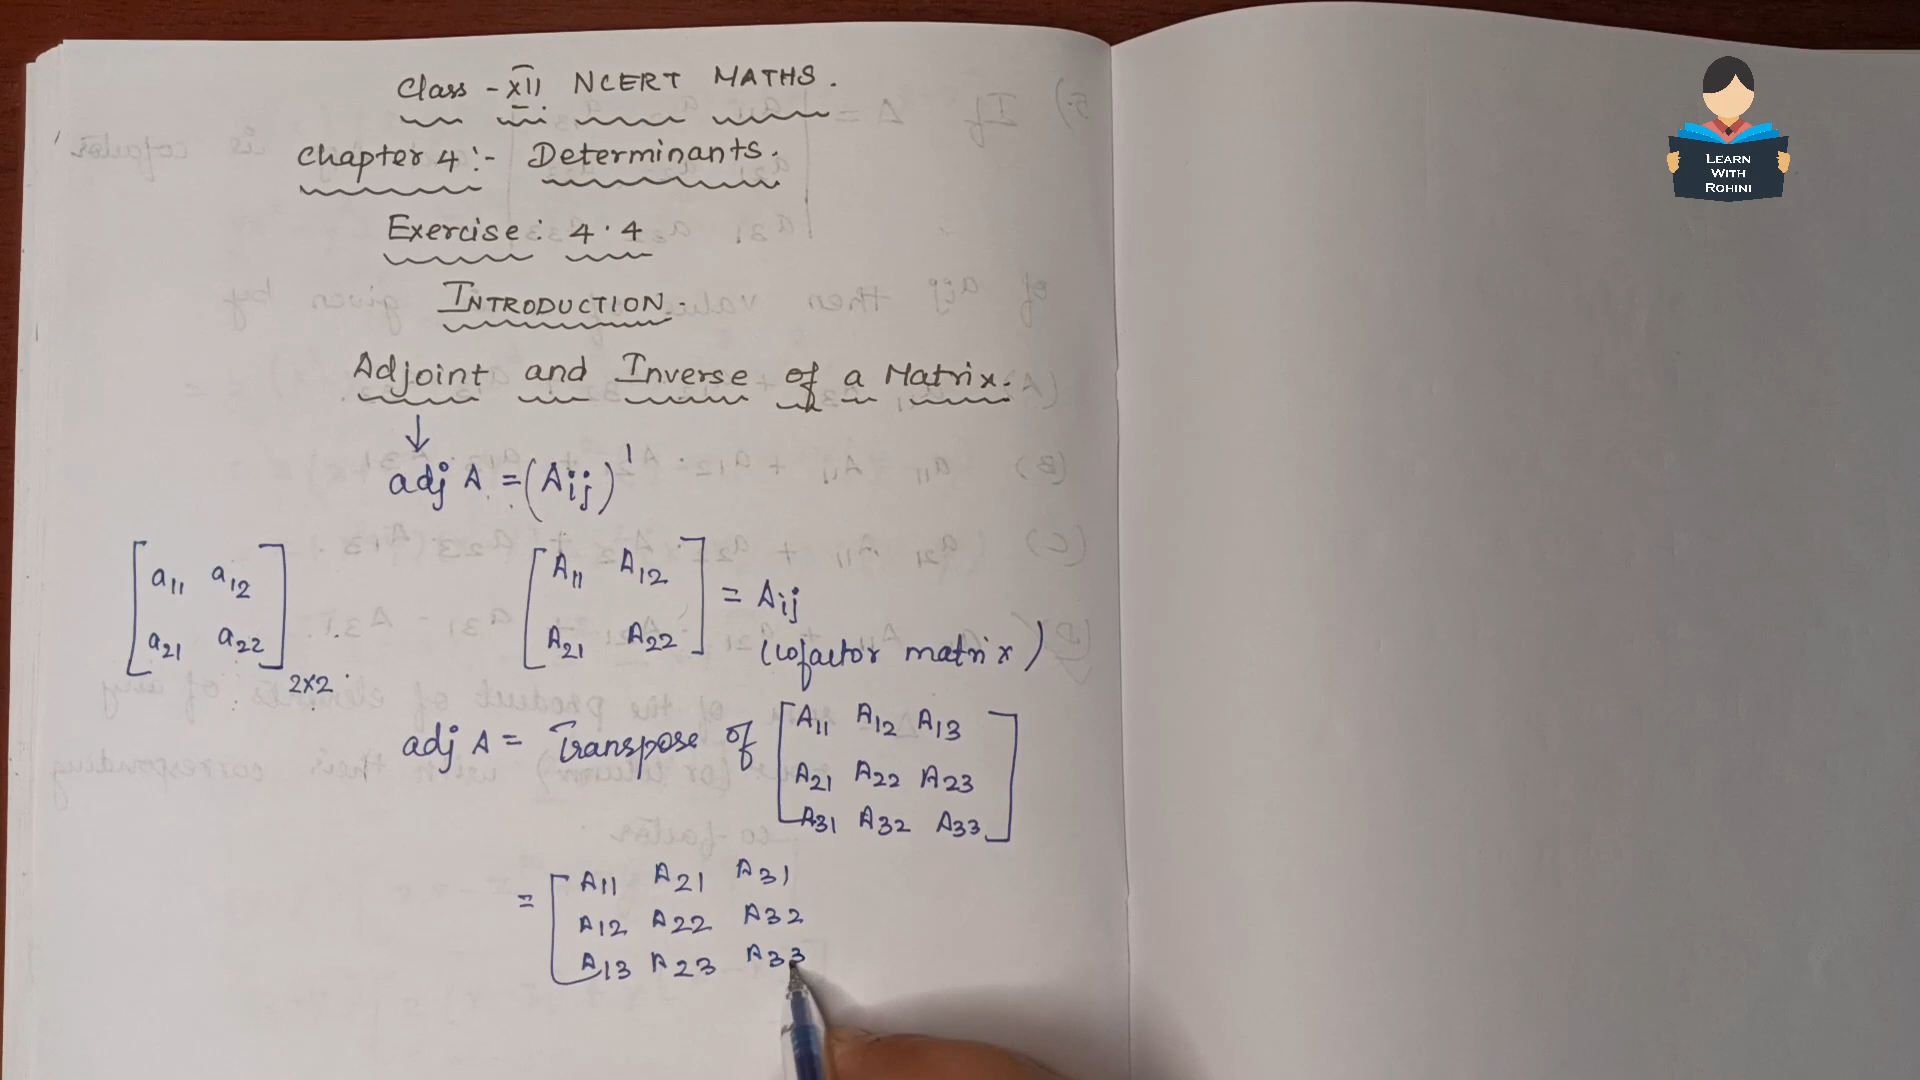 Class - XII NCERT MATHS.
Chapter 4:- Determinants.
Exercise: 4.4
INTRODUCTION.
Adjoint and Inverse of a Matrix.
↓
adj A = (Aij)'
[a11 a12
a21 a22] 2x2.
[A11 A12
A21 A22] = Aij
(cofactor matrix)
adj A = Transpose of [A11 A12 A13
A21 A22 A23
A31 A32 A33]
= [A11 A21 A31
A12 A22 A32
A13 A23 A33
LEARN
WITH
ROHINI